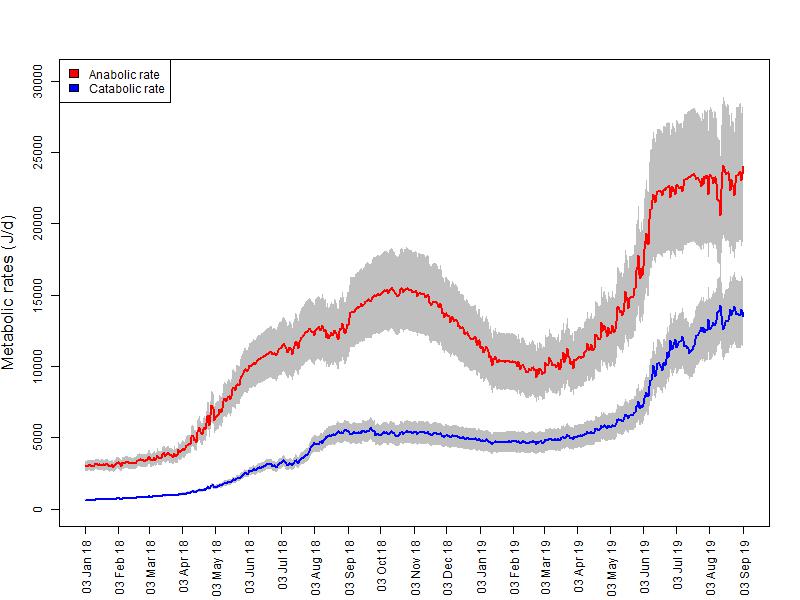 Anabolic rate
Catabolic rate
Metabolic rates (J/d)
30000
25000
20000
15000
10000
5000
0
03 Jan 18
03 Feb 18
03 Mar 18
03 Apr 18
03 May 18
03 Jun 18
03 Jul 18
03 Aug 18
03 Sep 18
03 Oct 18
03 Nov 18
03 Dec 18
03 Jan 19
03 Feb 19
03 Mar 19
03 Apr 19
03 May 19
03 Jun 19
03 Jul 19
03 Aug 19
03 Sep 19